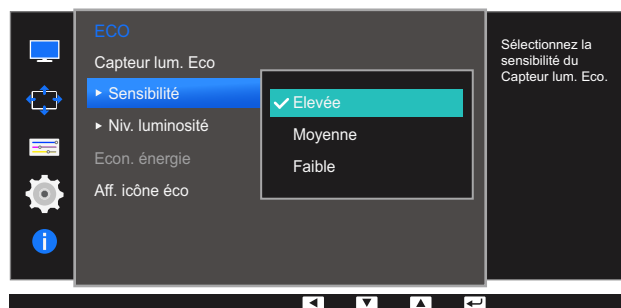 ECO
Capteur lum. Eco
▸ Sensibilité
▸ Niv. luminosité
Econ. énergie
Aff. icône éco
✓ Elevée
Moyenne
Faible
Sélectionnez la
sensibilité du
Capteur lum. Eco.